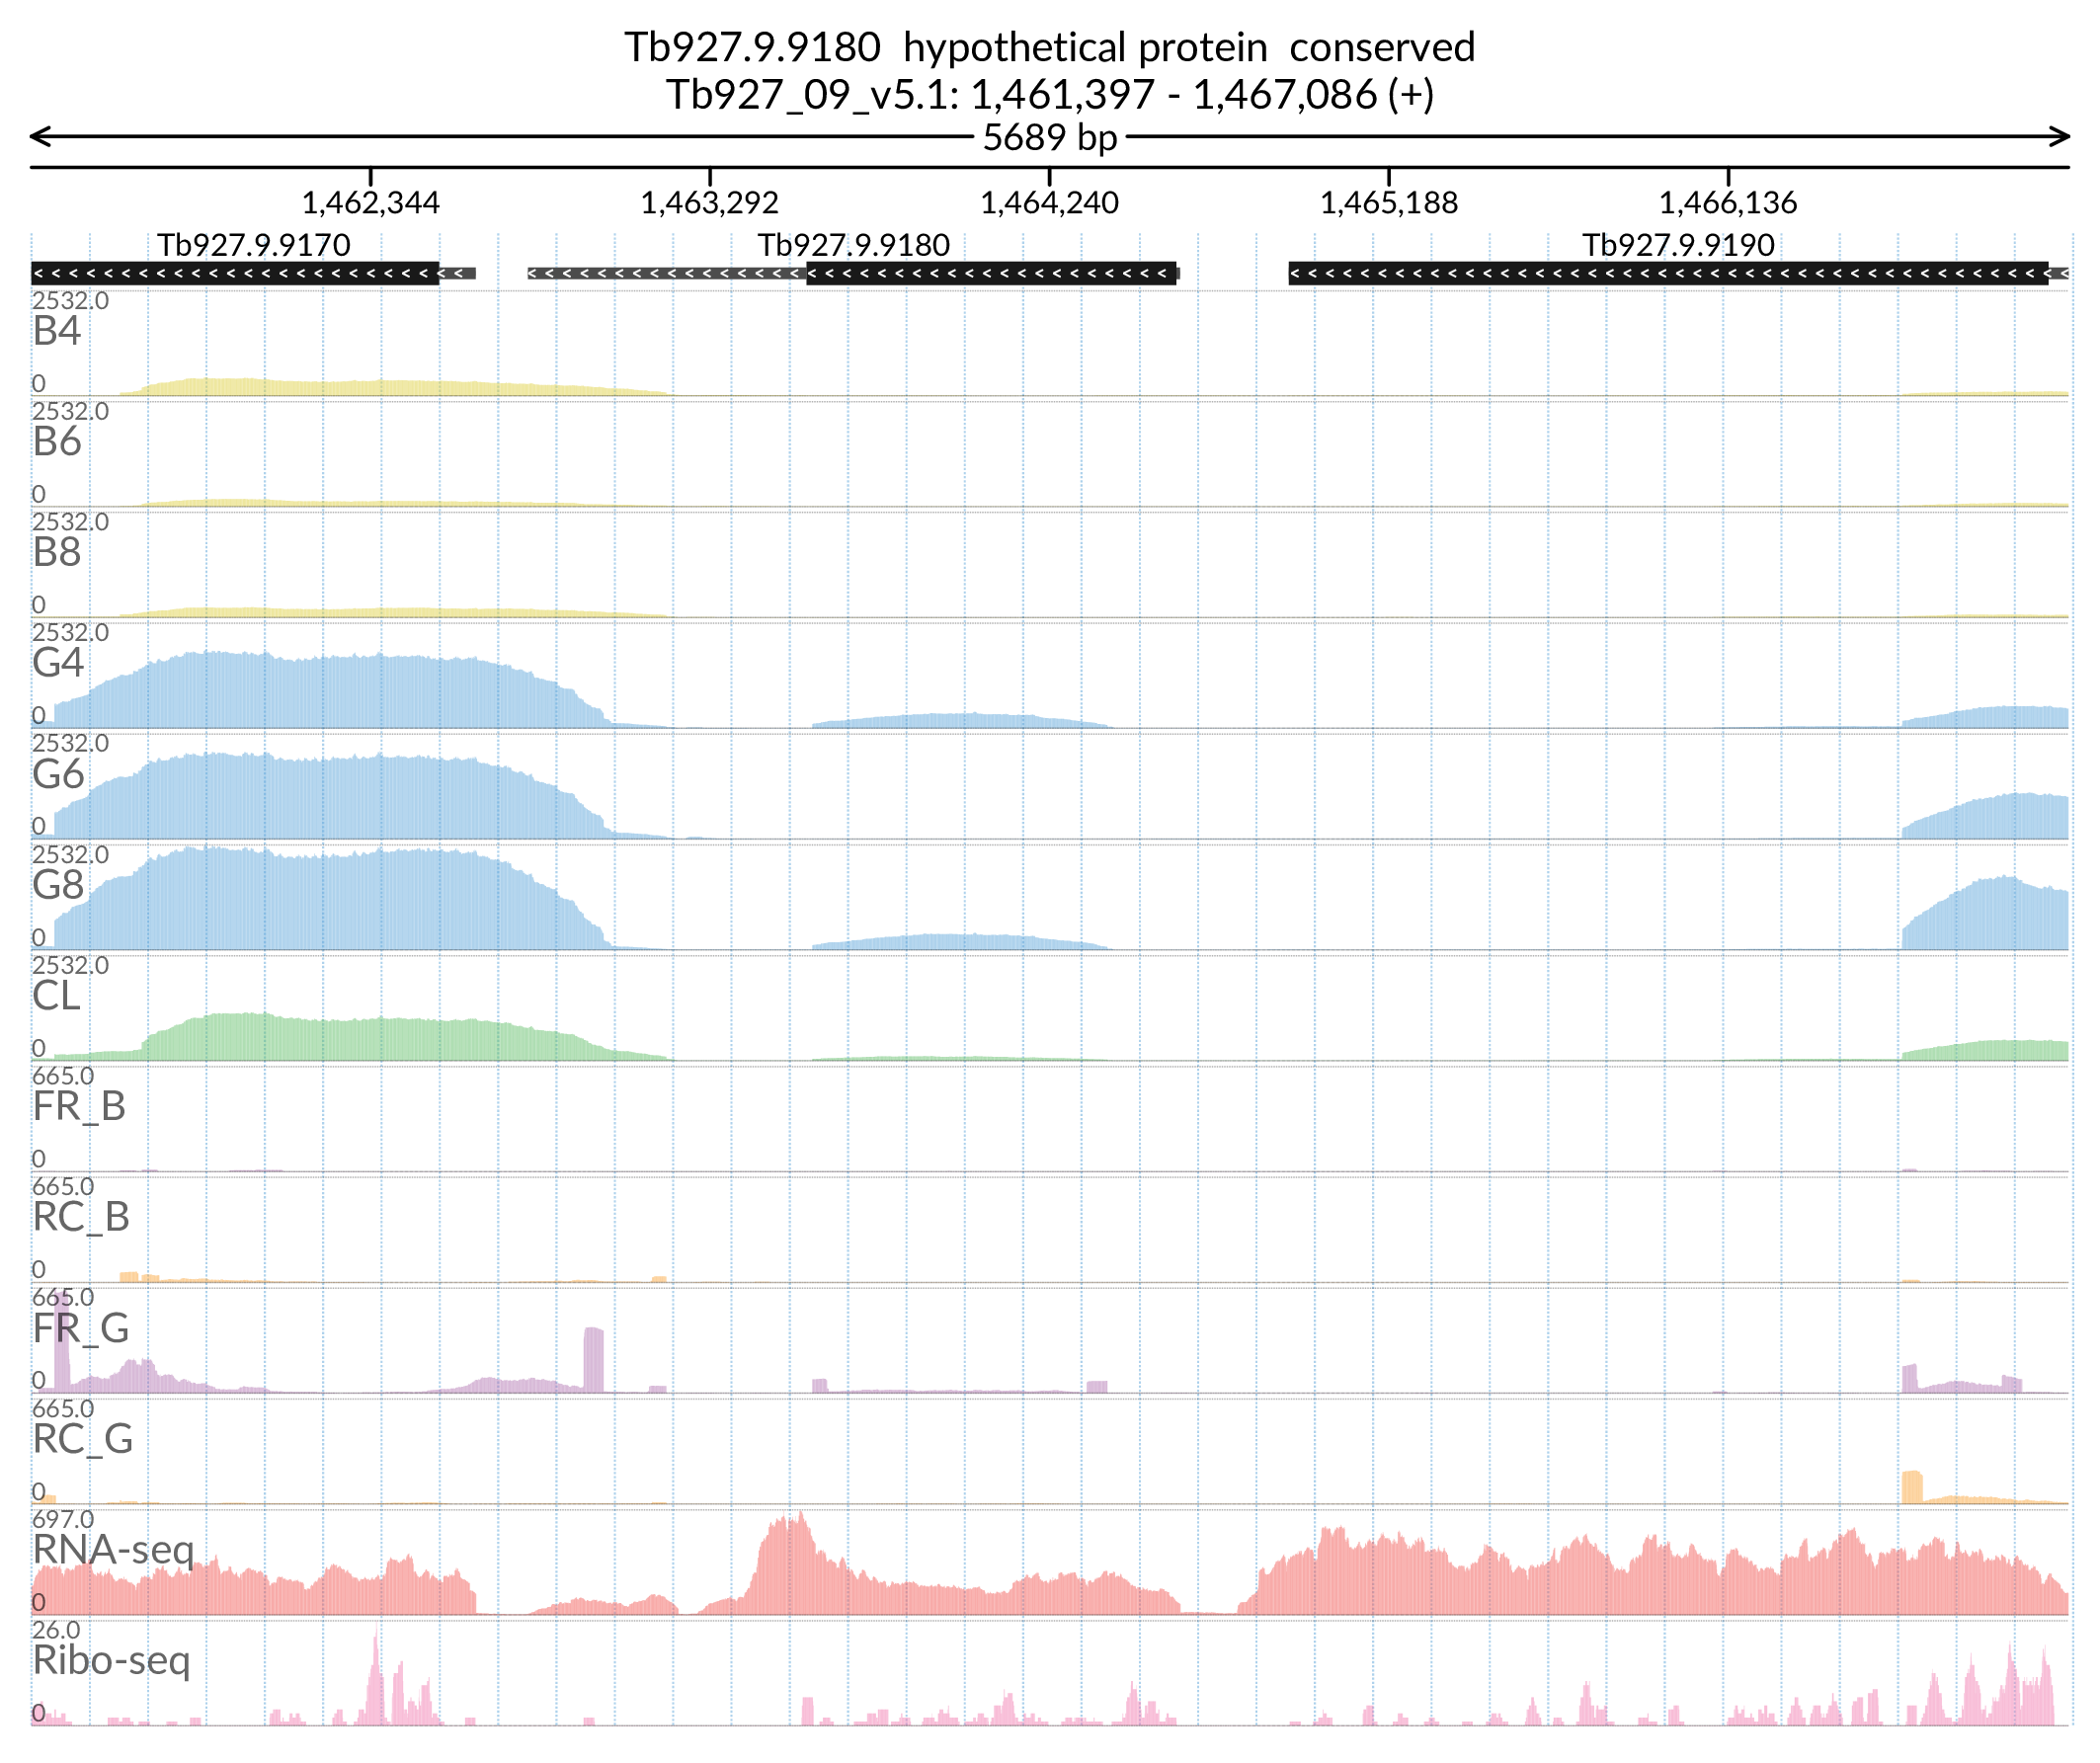 Tb927.9.9180 hypothetical protein conserved
Tb927_09_v5.1: 1,461,397 - 1,467,086 (+)
5689 bp
1,462,344 1,463,292 1,464,240 1,465,188 1,466,136
Tb927.9.9170 Tb927.9.9180 Tb927.9.9190
2532.0
B4
0
2532.0
B6
0
2532.0
B8
0
2532.0
G4
0
2532.0
G6
0
2532.0
G8
0
2532.0
CL
0
665.0
FR_B
0
665.0
RC_B
0
665.0
FR_G
0
665.0
RC_G
0
697.0
RNA-seq
0
26.0
Ribo-seq
0